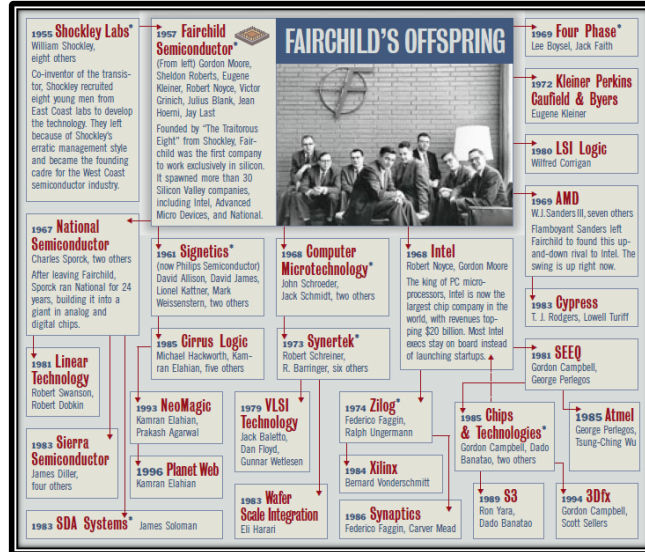 FAIRCHILD'S OFFSPRING
1955 Shockley Labs*
William Shockley,
eight others
Co-inventor of the transis-
tor, Shockley recruited
eight young men from
East Coast labs to develop
the technology. They left
because of Shockley's
erratic management style
and became the founding
cadre for the West Coast
semiconductor industry.
1957 Fairchild
Semiconductor*
(From left) Gordon Moore,
Sheldon Roberts, Eugene
Kleiner, Robert Noyce, Victor
Grinich, Julius Blank, Jean
Hoerni, Jay Last
Founded by "The Traitorous
Eight" from Shockley, Fair-
child was the first company
to work exclusively in silicon.
It spawned more than 30
Silicon Valley companies,
including Intel, Advanced
Micro Devices, and National.
1969 Four Phase*
Lee Boysel, Jack Faith
1972 Kleiner Perkins
Caufield & Byers
Eugene Kleiner
1980 LSI Logic
Wilfred Corrigan
1969 AMD
W.J.Sanders III, seven others
Flamboyant Sanders left
Fairchild to found this up-
and-down rival to Intel. The
swing is up right now.
1983 Cypress
T. J. Rodgers, Lowell Turiff
1967 National
Semiconductor
Charles Sporck, two others
After leaving Fairchild,
Sporck ran National for 24
years, building it into a
giant in analog and
digital chips.
1961 Signetics*
(now Philips Semiconductor)
David Allison, David James,
Lionel Kattner, Mark
Weissenstern, two others
1968 Computer
Microtechnology*
John Schroeder,
Jack Schmidt, two others
1968 Intel
Robert Noyce, Gordon Moore
The king of PC micro-
processors, Intel is now the
largest chip company in the
world, with revenues top-
ping $20 billion. Most Intel
execs stay on board instead
of launching startups.
1985 Cirrus Logic
Michael Hackworth, Kam-
ran Elahian, five others
1973 Synertek*
Robert Schreiner,
R. Barringer, six others
1981 SEEQ
Gordon Campbell,
George Perlegos
1981 Linear
Technology
Robert Swanson,
Robert Dobkin
1993 NeoMagic
Kamran Elahian,
Prakash Agarwal
1979 VLSI
Technology
Jack Baletto,
Dan Floyd,
Gunnar Wetlesen
1974 Zilog*
Federico Faggin,
Ralph Ungermann
1985 Chips
& Technologies*
Gordon Campbell, Dado
Banatao, two others
1985 Atmel
George Perlegos,
Tsung-Ching Wu
1983 Sierra
Semiconductor
James Diller,
four others
1996 Planet Web
Kamran Elahian
1984 Xilinx
Bernard Vonderschmitt
1983 SDA Systems* James Soloman
1983 Wafer
Scale Integration
Eli Harari
1986 Synaptics
Federico Faggin, Carver Mead
1989 S3
Ron Yara,
Dado Banatao
1994 3Dfx
Gordon Campbell,
Scott Sellers